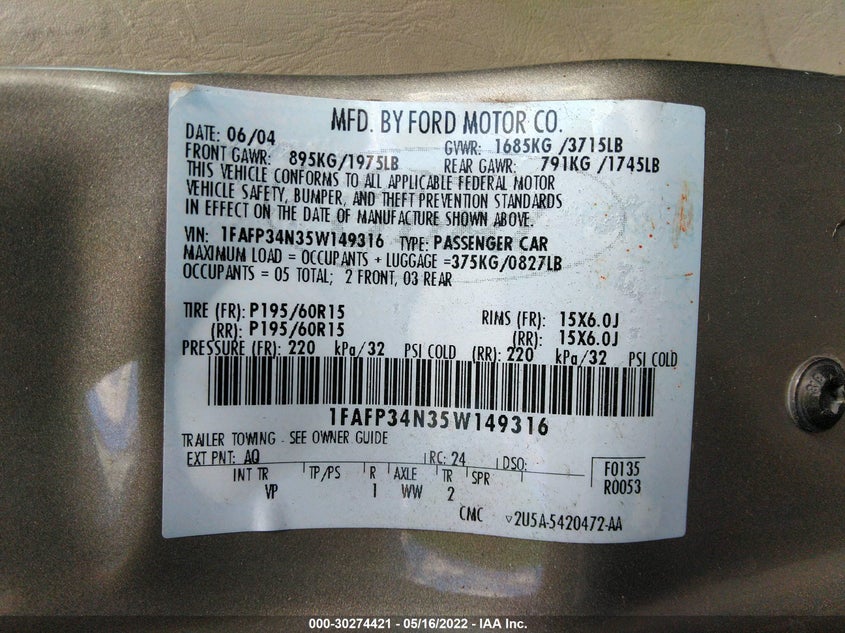 MFD. BY FORD MOTOR CO.
DATE: 06/04 GVWR: 1685KG /3715LB
FRONT GAWR: 895KG/1975LB REAR GAWR: 791KG /1745LB
THIS VEHICLE CONFORMS TO ALL APPLICABLE FEDERAL MOTOR
VEHICLE SAFETY, BUMPER, AND THEFT PREVENTION STANDARDS
IN EFFECT ON THE DATE OF MANUFACTURE SHOWN ABOVE.
VIN: 1FAFP34N35W149316 TYPE: PASSENGER CAR
MAXIMUM LOAD = OCCUPANTS + LUGGAGE =375KG/0827LB
OCCUPANTS = 05 TOTAL; 2 FRONT, 03 REAR
TIRE (FR): P195/60R15 RIMS (FR): 15X6.0J
(RR): P195/60R15 (RR): 15X6.0J
PRESSURE (FR): 220 kPa/32 PSI COLD (RR): 220 kPa/32 PSI COLD
1FAFP34N35W149316
TRAILER TOWING - SEE OWNER GUIDE
EXT PNT: AQ RC: 24 DSO: F0135
INT TR TP/PS R AXLE TR SPR R0053
VP 1 WW 2
CMC ▽2U5A-5420472-AA
000-30274421 - 05/16/2022 - IAA Inc.